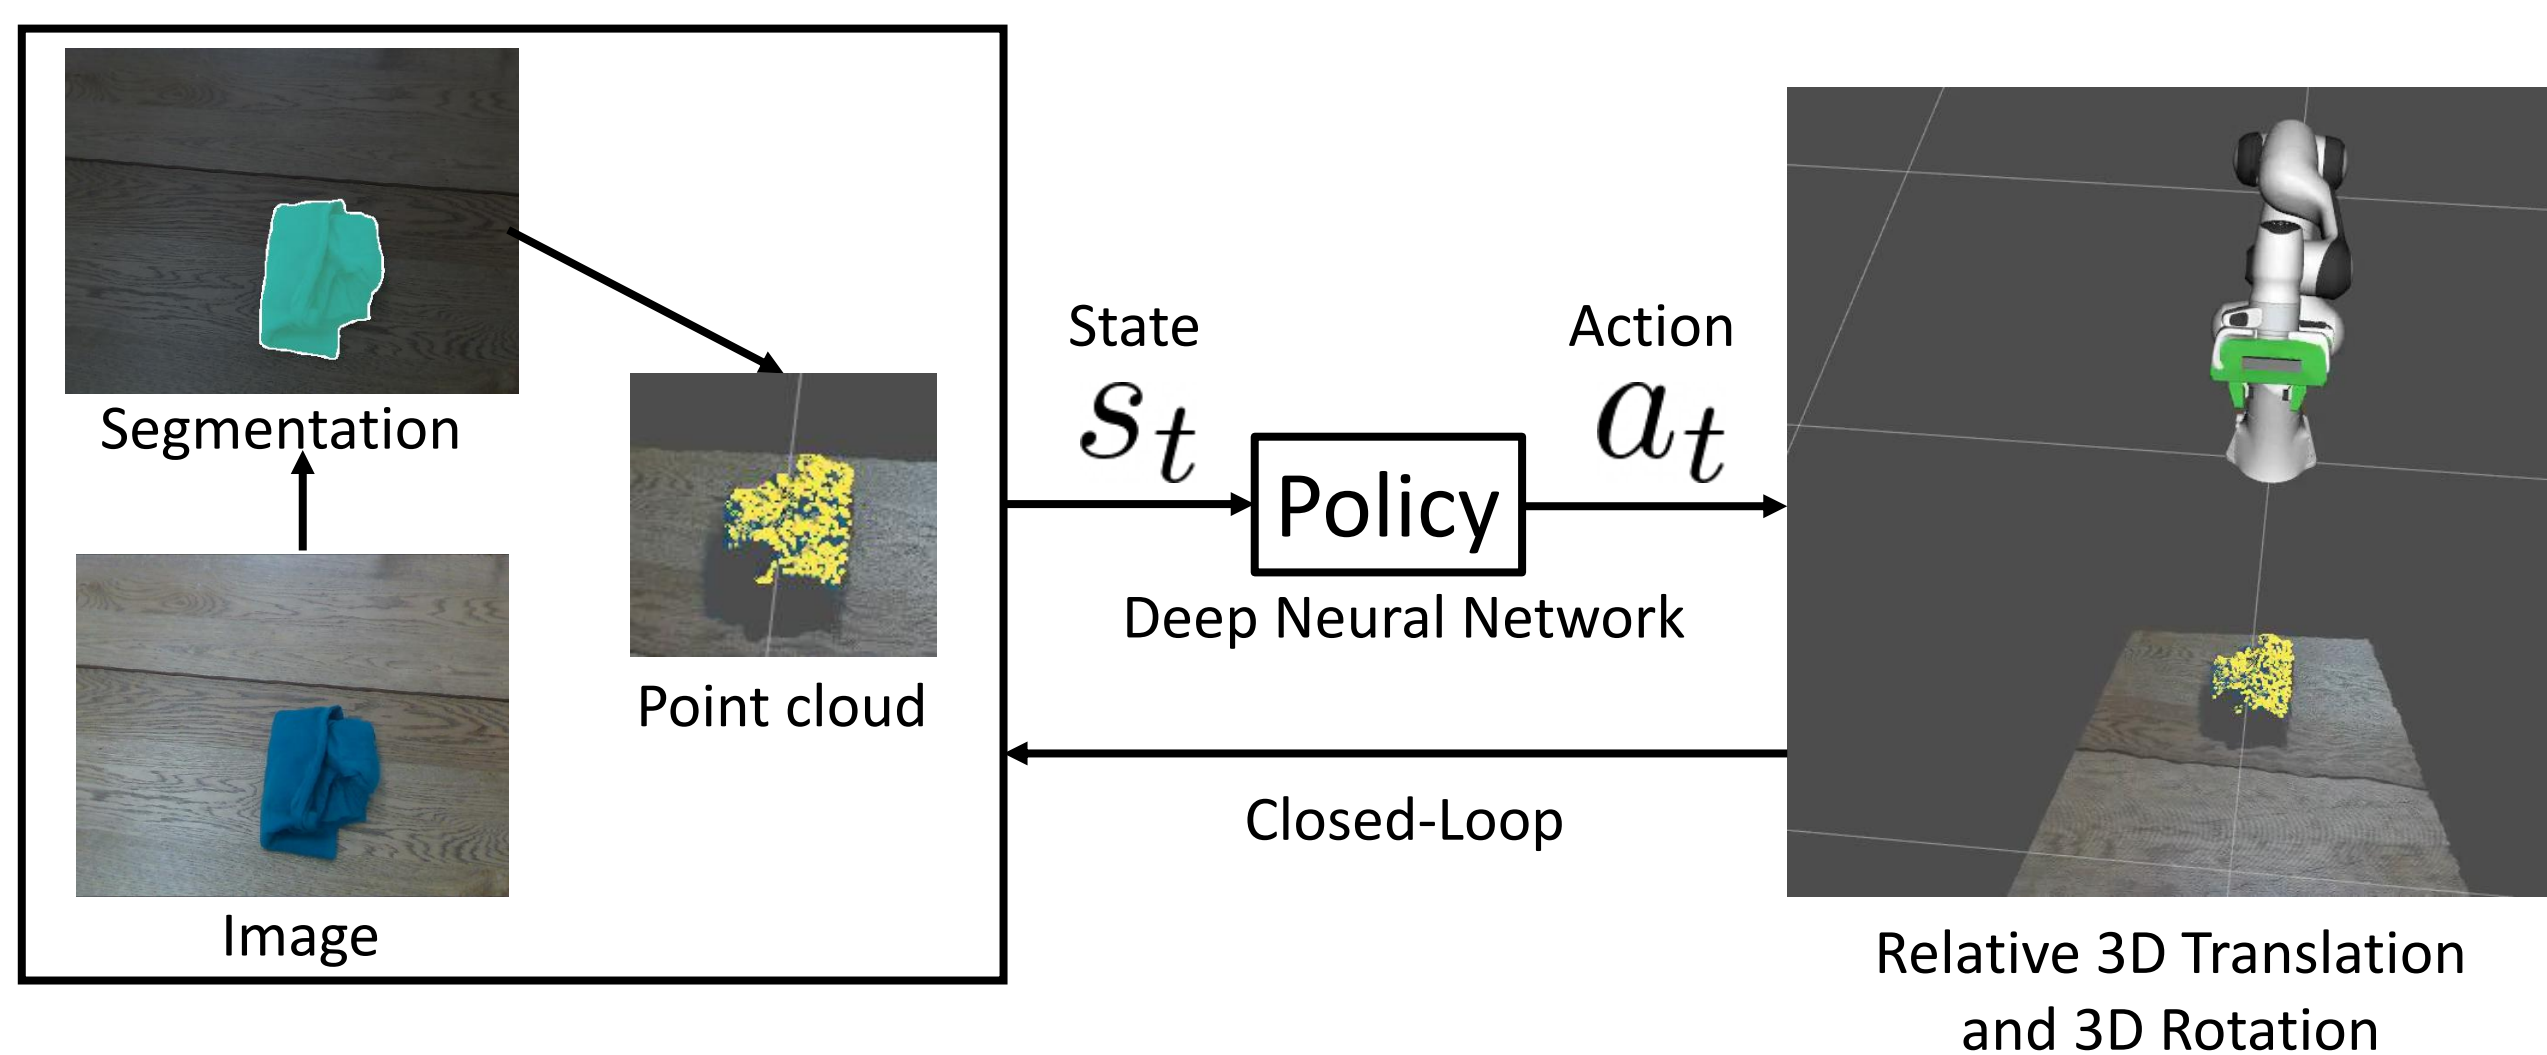 Segmentation
Image
Point cloud
State
s_t
Policy
Deep Neural Network
Action
a_t
Closed-Loop
Relative 3D Translation
and 3D Rotation